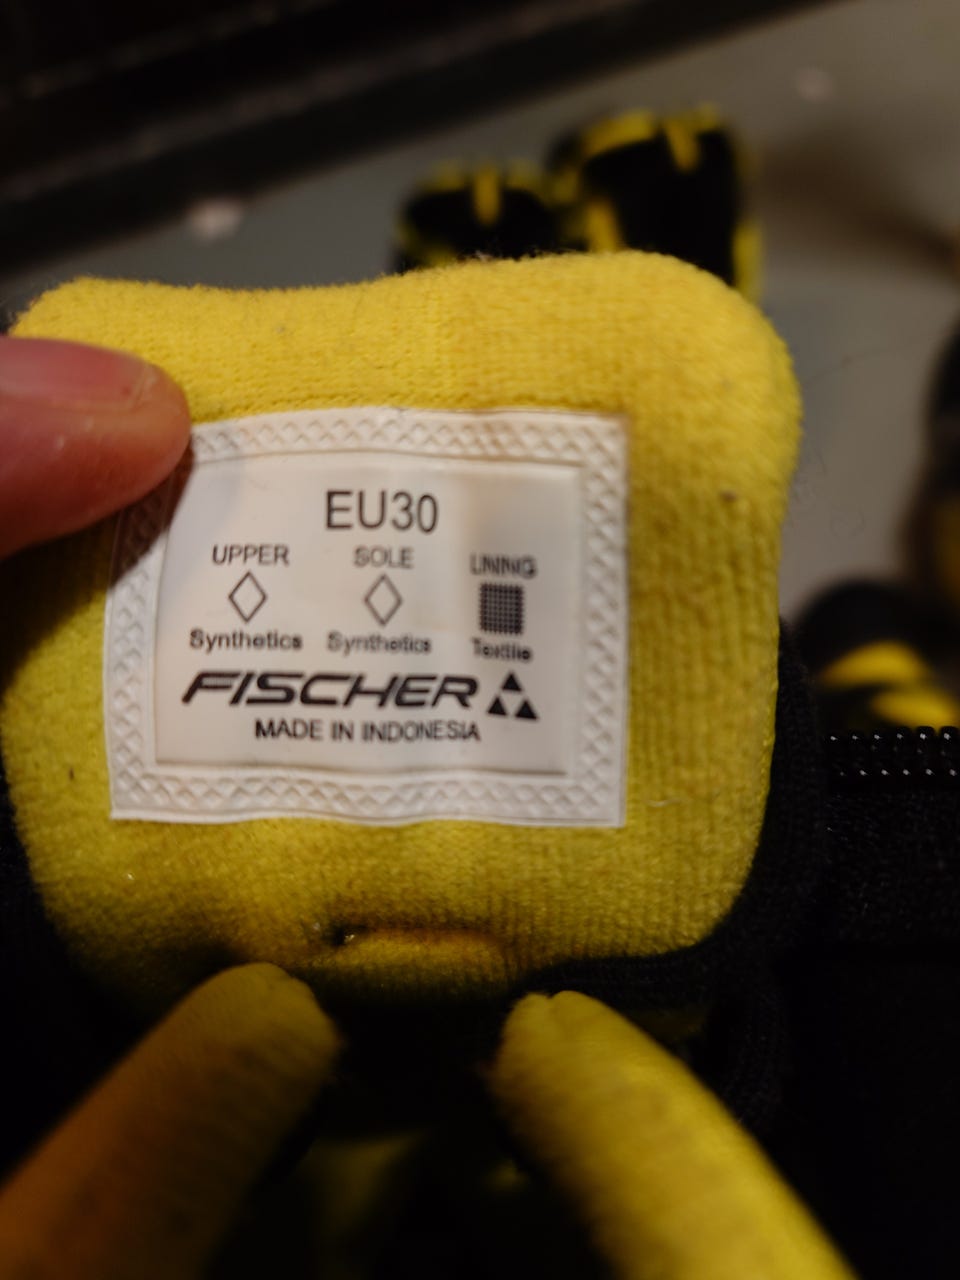 EU30
UPPER SOLE LINING
Synthetics Synthetics Textile
FISCHER
MADE IN INDONESIA